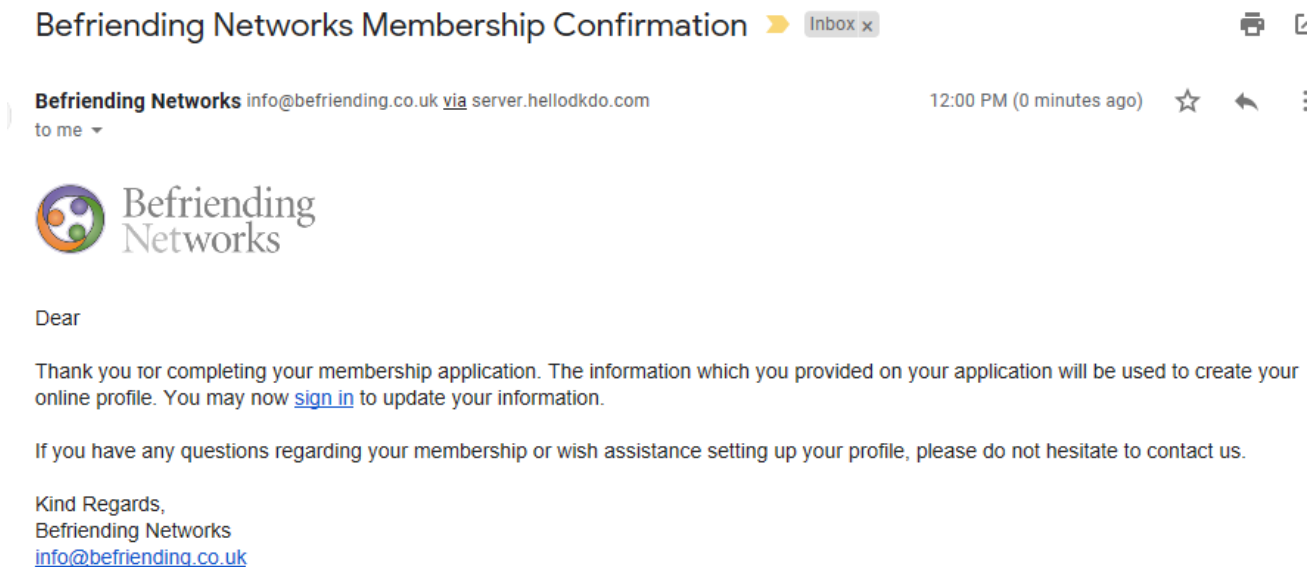 Befriending Networks Membership Confirmation Inbox x
Befriending Networks info@befriending.co.uk via server.hellodkdo.com 12:00 PM (0 minutes ago)
to me
Befriending
Networks
Dear
Thank you for completing your membership application. The information which you provided on your application will be used to create your
online profile. You may now sign in to update your information.
If you have any questions regarding your membership or wish assistance setting up your profile, please do not hesitate to contact us.
Kind Regards,
Befriending Networks
info@befriending.co.uk